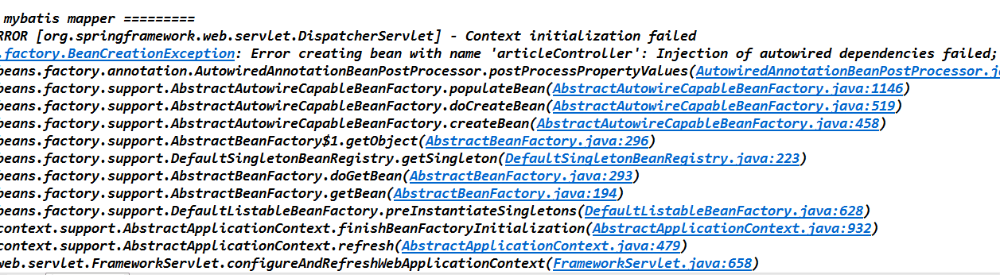 mybatis mapper =========
RROR [org.springframework.web.servlet.DispatcherServlet] - Context initialization failed
.factory.BeanCreationException: Error creating bean with name 'articleController': Injection of autowired dependencies failed;
beans.factory.annotation.AutowiredAnnotationBeanPostProcessor.postProcessPropertyValues(AutowiredAnnotationBeanPostProcessor.ja
beans.factory.support.AbstractAutowireCapableBeanFactory.populateBean(AbstractAutowireCapableBeanFactory.java:1146)
beans.factory.support.AbstractAutowireCapableBeanFactory.doCreateBean(AbstractAutowireCapableBeanFactory.java:519)
beans.factory.support.AbstractAutowireCapableBeanFactory.createBean(AbstractAutowireCapableBeanFactory.java:458)
beans.factory.support.AbstractBeanFactory$1.getObject(AbstractBeanFactory.java:296)
beans.factory.support.DefaultSingletonBeanRegistry.getSingleton(DefaultSingletonBeanRegistry.java:223)
beans.factory.support.AbstractBeanFactory.doGetBean(AbstractBeanFactory.java:293)
beans.factory.support.AbstractBeanFactory.getBean(AbstractBeanFactory.java:194)
beans.factory.support.DefaultListableBeanFactory.preInstantiateSingletons(DefaultListableBeanFactory.java:628)
context.support.AbstractApplicationContext.finishBeanFactoryInitialization(AbstractApplicationContext.java:932)
context.support.AbstractApplicationContext.refresh(AbstractApplicationContext.java:479)
web.servlet.FrameworkServlet.configureAndRefreshWebApplicationContext(FrameworkServlet.java:658)